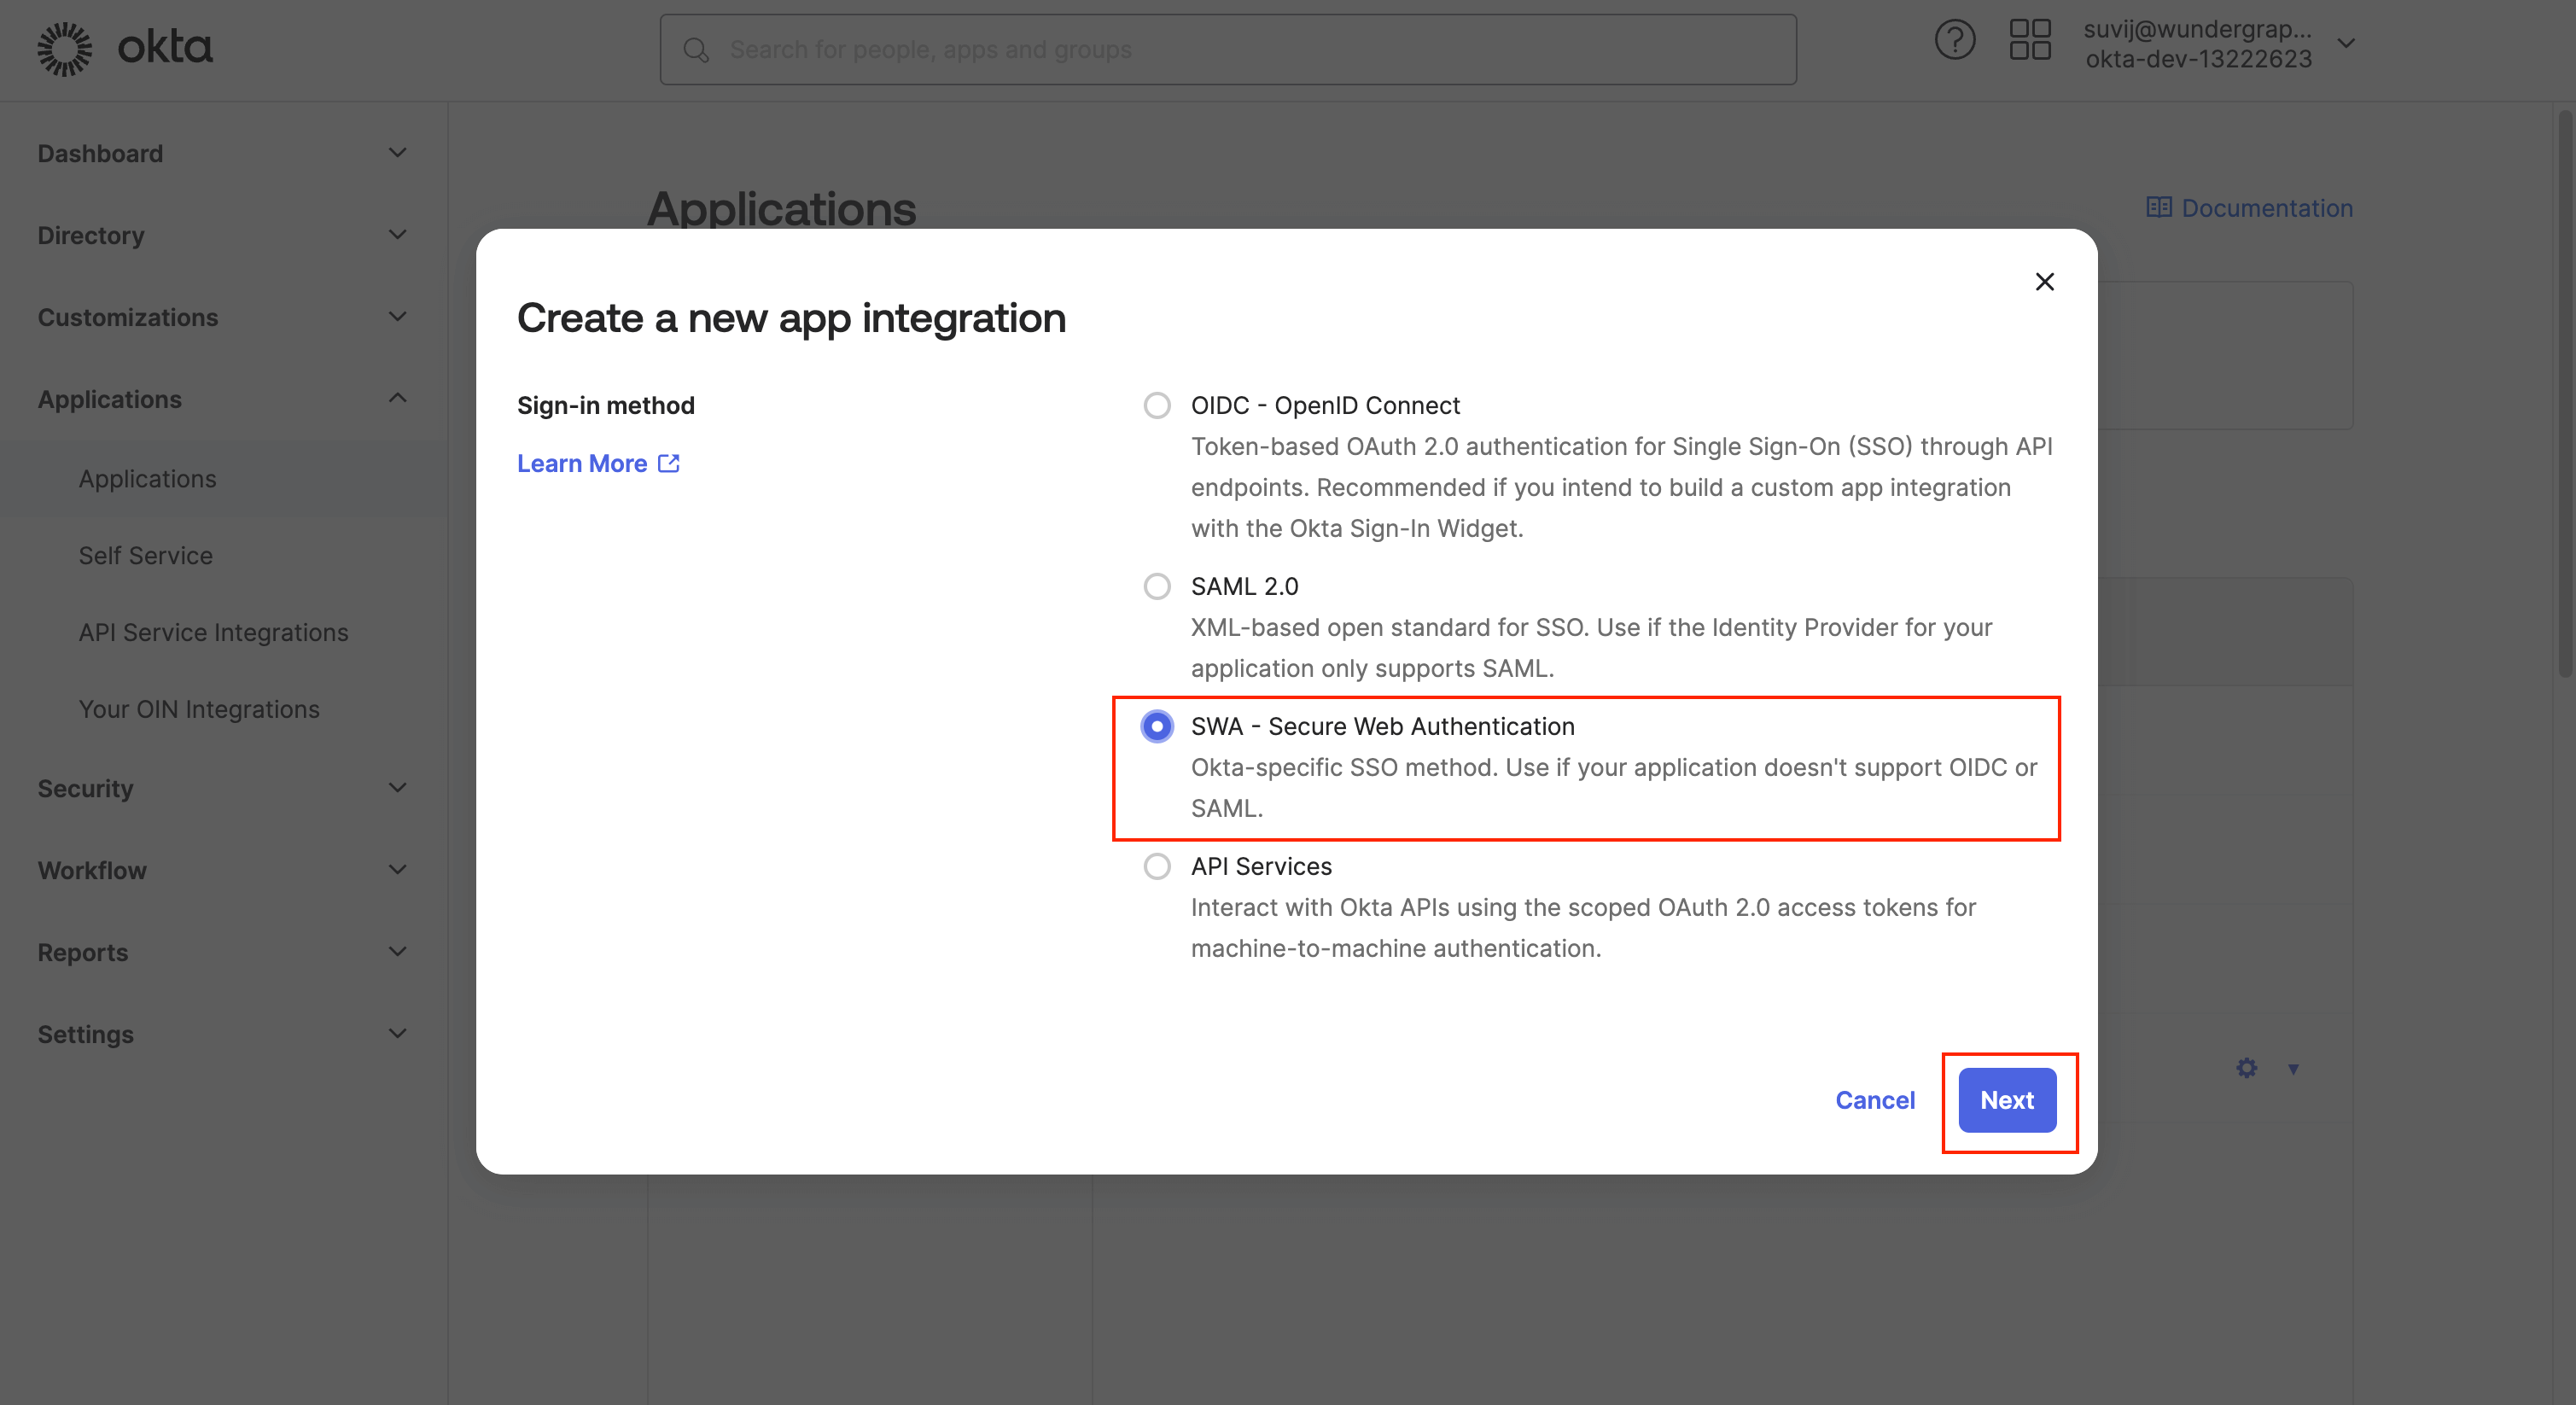 okta
Search for people, apps and groups
suvij@wundergrap...
okta-dev-13222623
Dashboard
Directory
Customizations
Applications
Applications
Self Service
API Service Integrations
Your OIN Integrations
Security
Workflow
Reports
Settings
Applications
Documentation
Create a new app integration
Sign-in method
Learn More
OIDC - OpenID Connect
Token-based OAuth 2.0 authentication for Single Sign-On (SSO) through API
endpoints. Recommended if you intend to build a custom app integration
with the Okta Sign-In Widget.
SAML 2.0
XML-based open standard for SSO. Use if the Identity Provider for your
application only supports SAML.
SWA - Secure Web Authentication
Okta-specific SSO method. Use if your application doesn't support OIDC or
SAML.
API Services
Interact with Okta APIs using the scoped OAuth 2.0 access tokens for
machine-to-machine authentication.
Cancel
Next